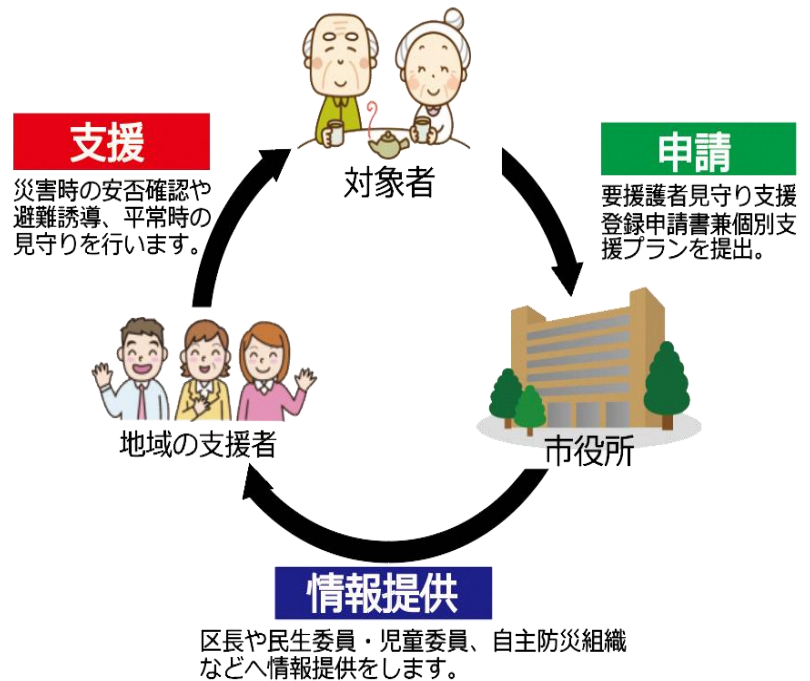 対象者
申請
要援護者見守り支援
登録申請書兼個別支
援プランを提出。
市役所
情報提供
区長や民生委員・児童委員、自主防災組織
などへ情報提供をします。
地域の支援者
支援
災害時の安否確認や
避難誘導、平常時の
見守りを行います。